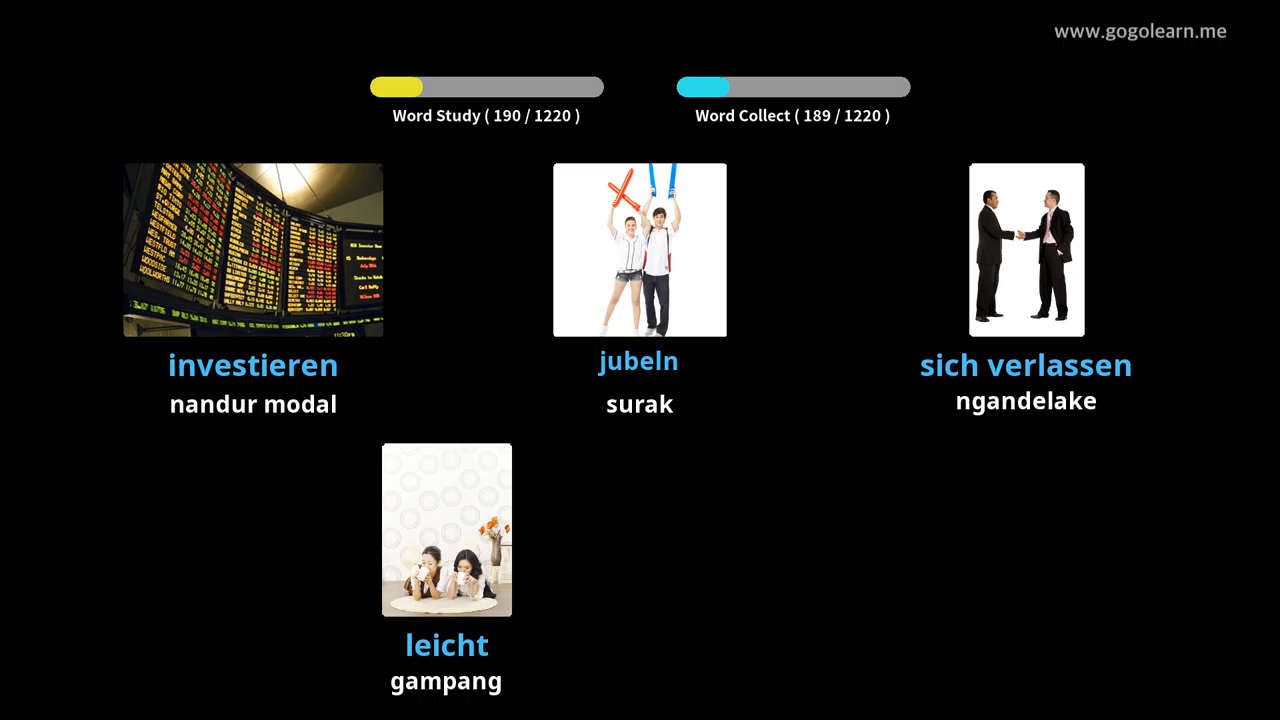 www.gogolearn.me
Word Study ( 190 / 1220 )
Word Collect ( 189 / 1220 )
investieren
nandur modal
jubeln
surak
sich verlassen
ngandelake
leicht
gampang